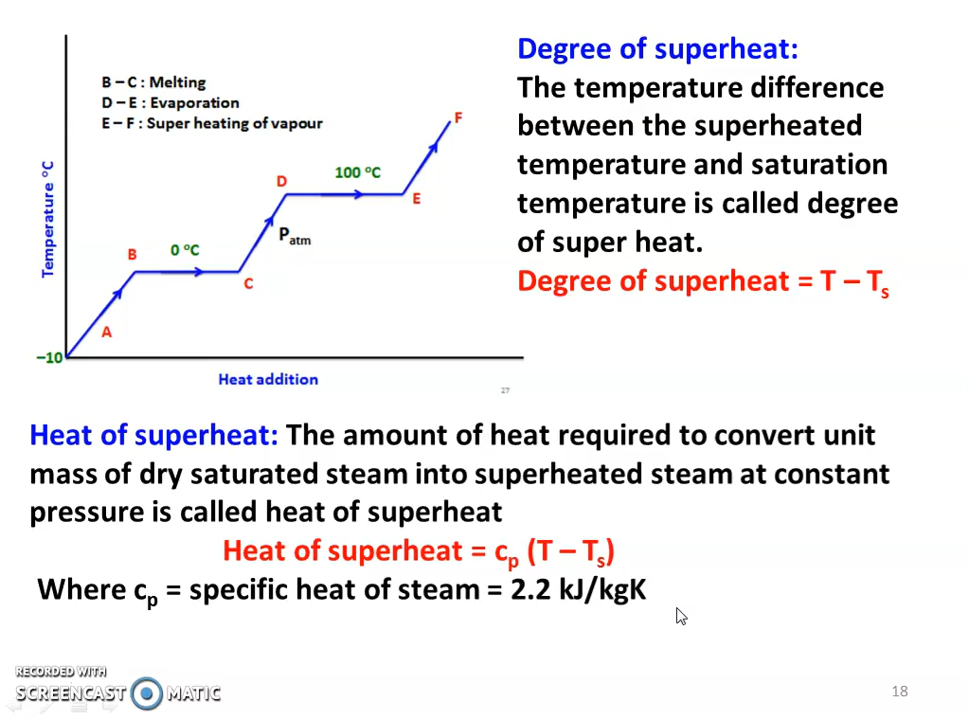 Degree of superheat:
The temperature difference
between the superheated
temperature and saturation
temperature is called degree
of super heat.
Degree of superheat = T – Ts
B – C : Melting
D – E : Evaporation
E – F : Super heating of vapour
F
D
100 °C
E
Patm
B
0 °C
C
A
Temperature °C
–10
Heat addition
27
Heat of superheat: The amount of heat required to convert unit
mass of dry saturated steam into superheated steam at constant
pressure is called heat of superheat
Heat of superheat = cp (T – Ts)
Where cp = specific heat of steam = 2.2 kJ/kgK
RECORDED WITH
SCREENCAST MATIC
18